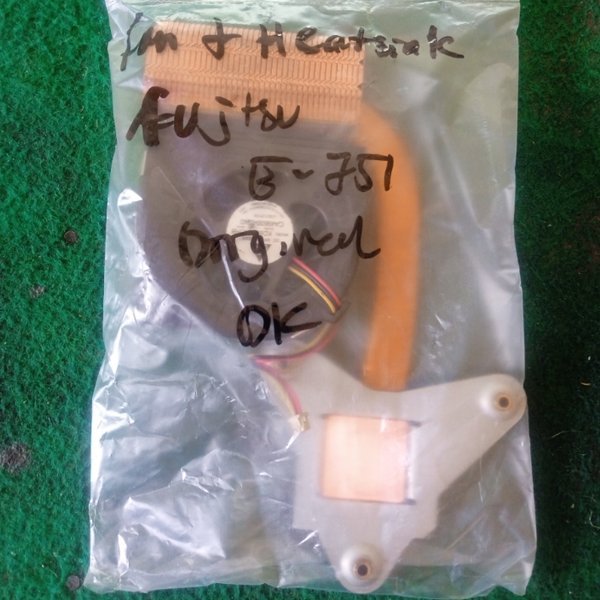 fan + Heatsink
Fujitsu
E-751
Original
OK